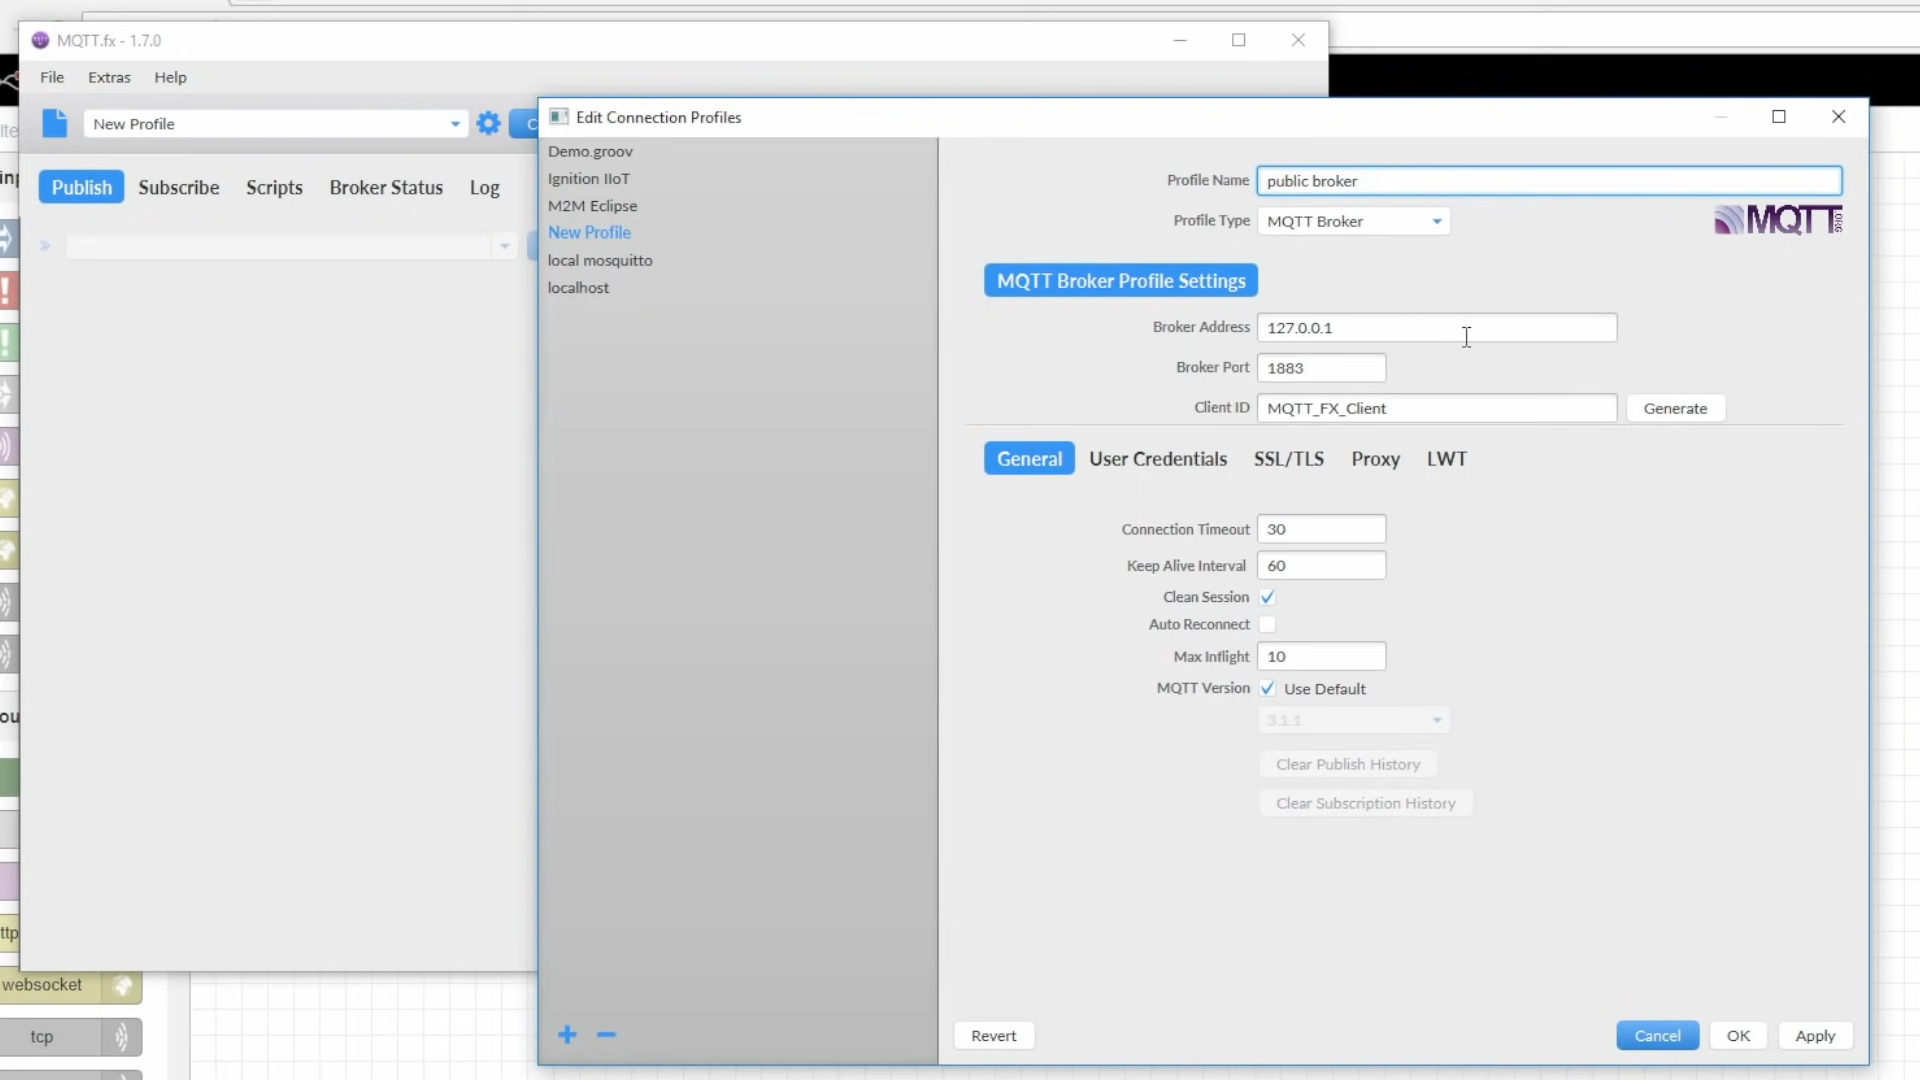 MQTT.fx - 1.7.0
File Extras Help
New Profile
Publish Subscribe Scripts Broker Status Log
Edit Connection Profiles
Demo.groov
Ignition IIoT
M2M Eclipse
New Profile
local mosquitto
localhost
Profile Name public broker
Profile Type MQTT Broker
MQTT.ORG
MQTT Broker Profile Settings
Broker Address 127.0.0.1
Broker Port 1883
Client ID MQTT_FX_Client Generate
General User Credentials SSL/TLS Proxy LWT
Connection Timeout 30
Keep Alive Interval 60
Clean Session
Auto Reconnect
Max Inflight 10
MQTT Version Use Default
3.1.1
Clear Publish History
Clear Subscription History
Revert Cancel OK Apply
websocket
tcp